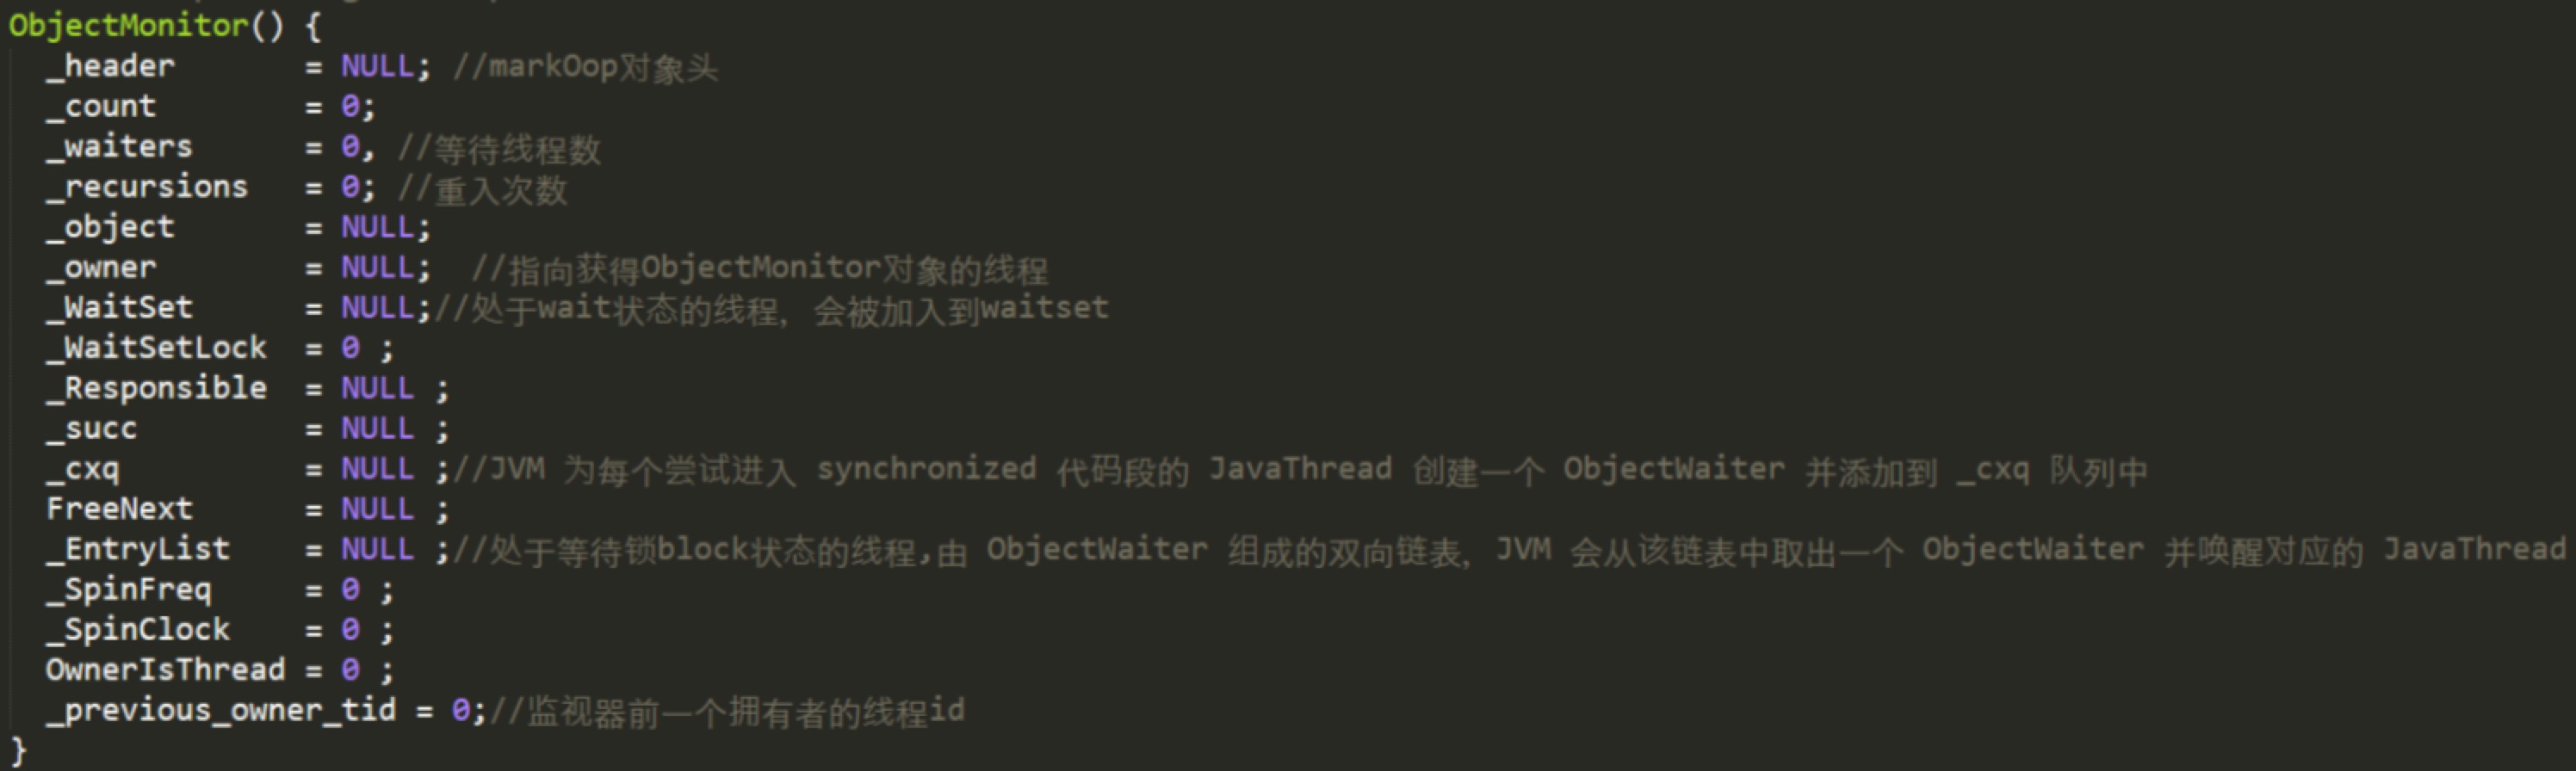 ObjectMonitor() {
_header = NULL; //markOop对象头
_count = 0;
_waiters = 0, //等待线程数
_recursions = 0; //重入次数
_object = NULL;
_owner = NULL; //指向获得ObjectMonitor对象的线程
_WaitSet = NULL;//处于wait状态的线程，会被加入到waitset
_WaitSetLock = 0 ;
_Responsible = NULL ;
_succ = NULL ;
_cxq = NULL ;//JVM 为每个尝试进入 synchronized 代码段的 JavaThread 创建一个 ObjectWaiter 并添加到 _cxq 队列中
FreeNext = NULL ;
_EntryList = NULL ;//处于等待锁block状态的线程,由 ObjectWaiter 组成的双向链表，JVM 会从该链表中取出一个 ObjectWaiter 并唤醒对应的 JavaThread
_SpinFreq = 0 ;
_SpinClock = 0 ;
OwnerIsThread = 0 ;
_previous_owner_tid = 0;//监视器前一个拥有者的线程id
}